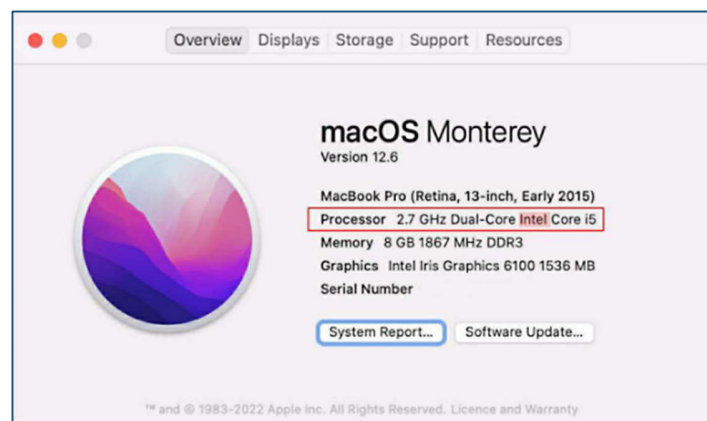 Overview Displays Storage Support Resources
macOS Monterey
Version 12.6
MacBook Pro (Retina, 13-inch, Early 2015)
Processor 2.7 GHz Dual-Core Intel Core i5
Memory 8 GB 1867 MHz DDR3
Graphics Intel Iris Graphics 6100 1536 MB
Serial Number
System Report... Software Update...
™ and © 1983-2022 Apple Inc. All Rights Reserved. Licence and Warranty